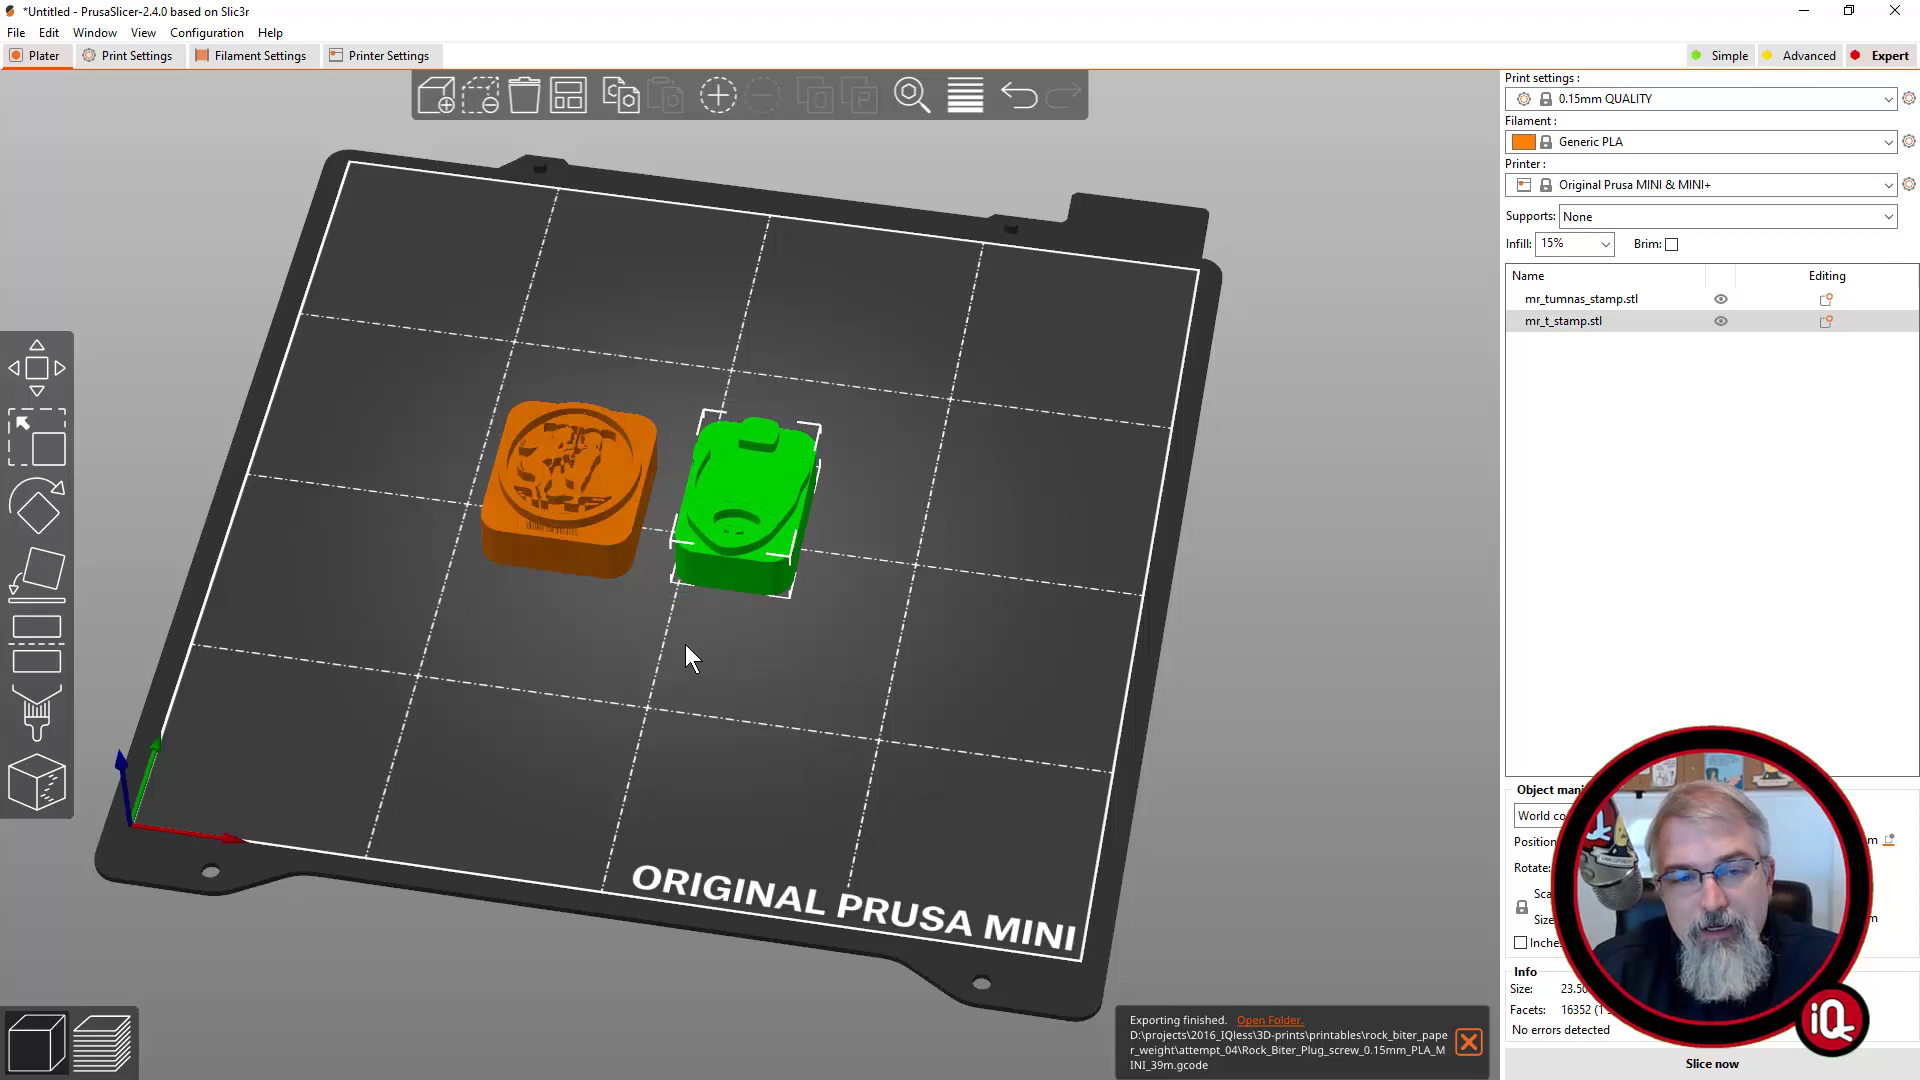 *Untitled - PrusaSlicer-2.4.0 based on Slic3r
File Edit Window View Configuration Help
Plater Print Settings Filament Settings Printer Settings
Simple Advanced Expert
Print settings :
0.15mm QUALITY
Filament :
Generic PLA
Printer :
Original Prusa MINI & MINI+
Supports: None
Infill: 15% Brim:
Name Editing
mr_tumnas_stamp.stl
mr_t_stamp.stl
ORIGINAL PRUSA MINI
Object mani
World co
Position
Rotate:
Sca
Size
Inche
Info
Size: 23.50
Facets: 16352 (1
No errors detected
iQ
Exporting finished. Open Folder.
D:\projects\2016_IQless\3D-prints\printables\rock_biter_pape
r_weight\attempt_04\Rock_Biter_Plug_screw_0.15mm_PLA_M
INI_39m.gcode
Slice now